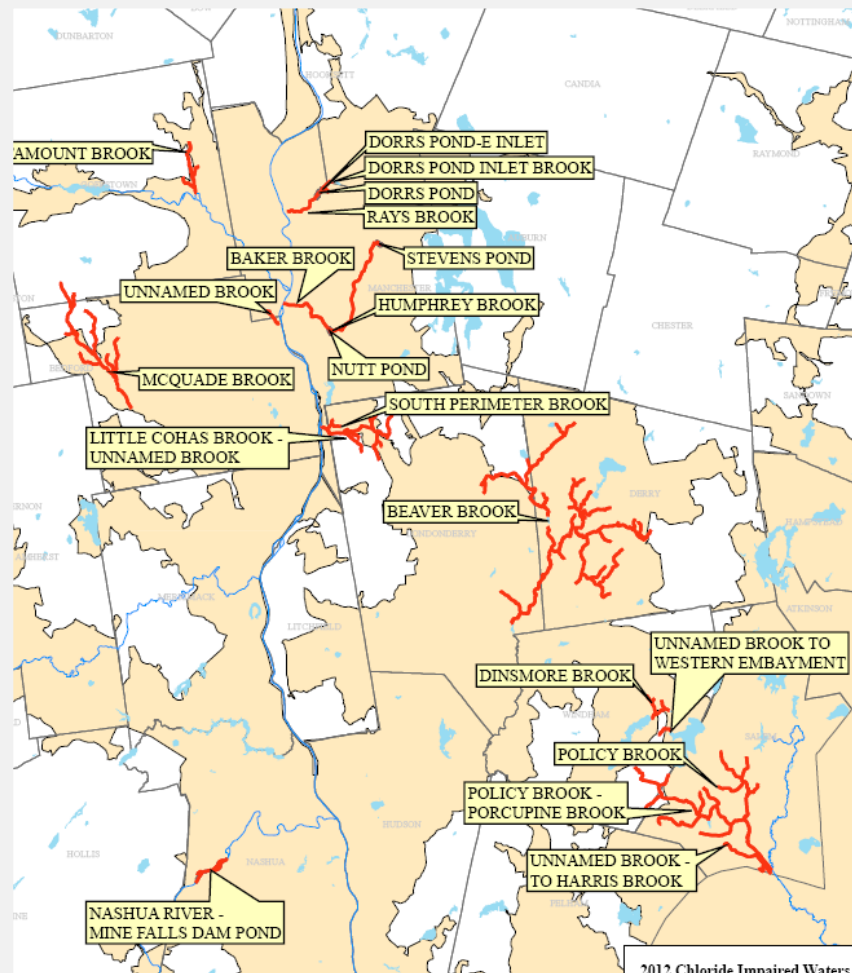 DUNBARTON
NOTTINGHAM
HOOKSETT
CANDIA
RAYMOND
AMOUNT BROOK
DORRS POND-E INLET
DORRS POND INLET BROOK
DORRS POND
RAYS BROOK
BAKER BROOK
STEVENS POND
UNNAMED BROOK
MANCHESTER
HUMPHREY BROOK
CHESTER
NUTT POND
BEDFORD
MCQUADE BROOK
SANDOWN
SOUTH PERIMETER BROOK
LITTLE COHAS BROOK -
UNNAMED BROOK
DERRY
BEAVER BROOK
HAMPSTEAD
LONDONDERRY
AMHERST
MERRIMACK
ATKINSON
LITCHFIELD
UNNAMED BROOK TO
WESTERN EMBAYMENT
DINSMORE BROOK
WINDHAM
SALEM
POLICY BROOK
POLICY BROOK -
PORCUPINE BROOK
HUDSON
HOLLIS
NASHUA
UNNAMED BROOK -
TO HARRIS BROOK
PELHAM
NASHUA RIVER -
MINE FALLS DAM POND
2012 Chloride Impaired Waters